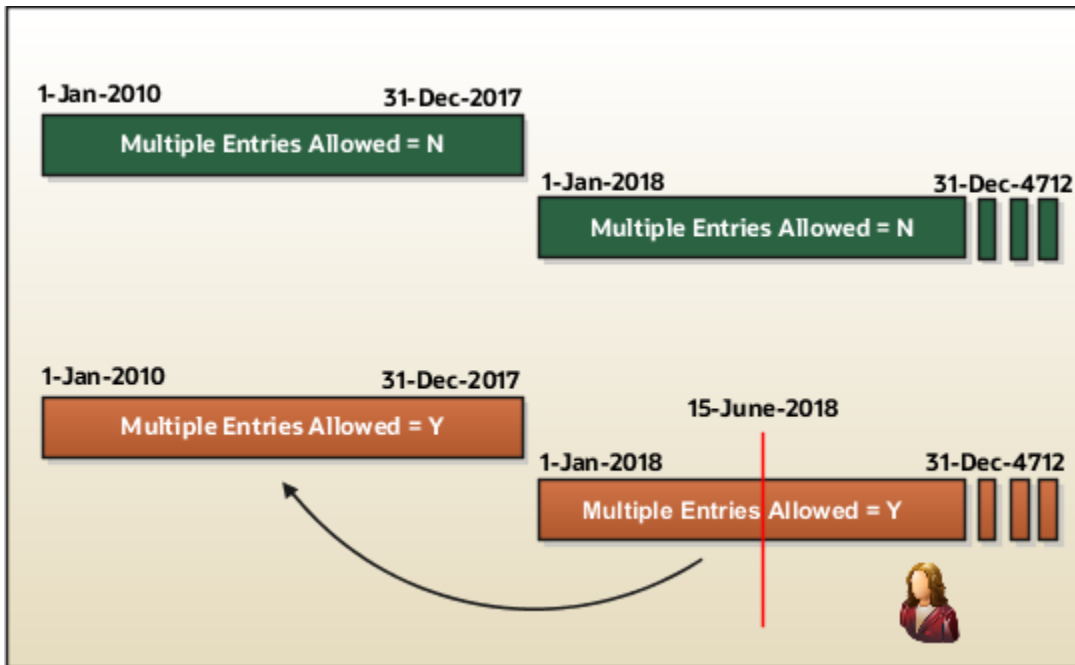 1-Jan-2010 31-Dec-2017
Multiple Entries Allowed = N
1-Jan-2018 31-Dec-4712
Multiple Entries Allowed = N
1-Jan-2010 31-Dec-2017
Multiple Entries Allowed = Y
15-June-2018
1-Jan-2018 31-Dec-4712
Multiple Entries Allowed = Y